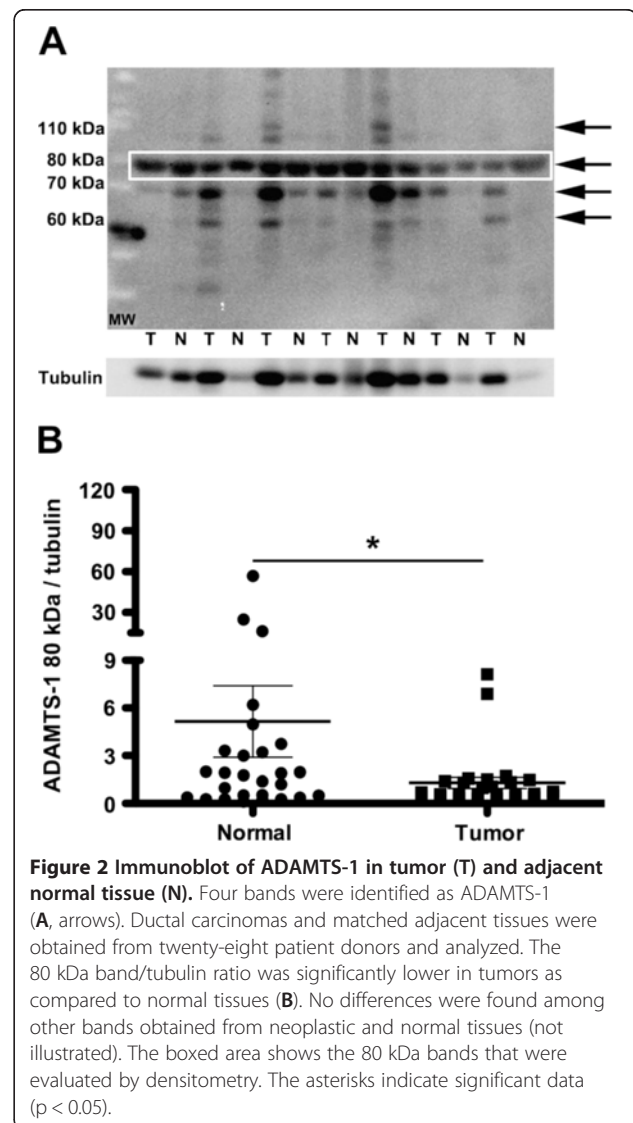 A
110 kDa
80 kDa
70 kDa
60 kDa
MW
T N T N T N T N T N T N T N
Tubulin
B
ADAMTS-1 80 kDa / tubulin
120
90
60
30
9
6
3
0
*
Normal Tumor
Figure 2 Immunoblot of ADAMTS-1 in tumor (T) and adjacent
normal tissue (N). Four bands were identified as ADAMTS-1
(A, arrows). Ductal carcinomas and matched adjacent tissues were
obtained from twenty-eight patient donors and analyzed. The
80 kDa band/tubulin ratio was significantly lower in tumors as
compared to normal tissues (B). No differences were found among
other bands obtained from neoplastic and normal tissues (not
illustrated). The boxed area shows the 80 kDa bands that were
evaluated by densitometry. The asterisks indicate significant data
(p < 0.05).